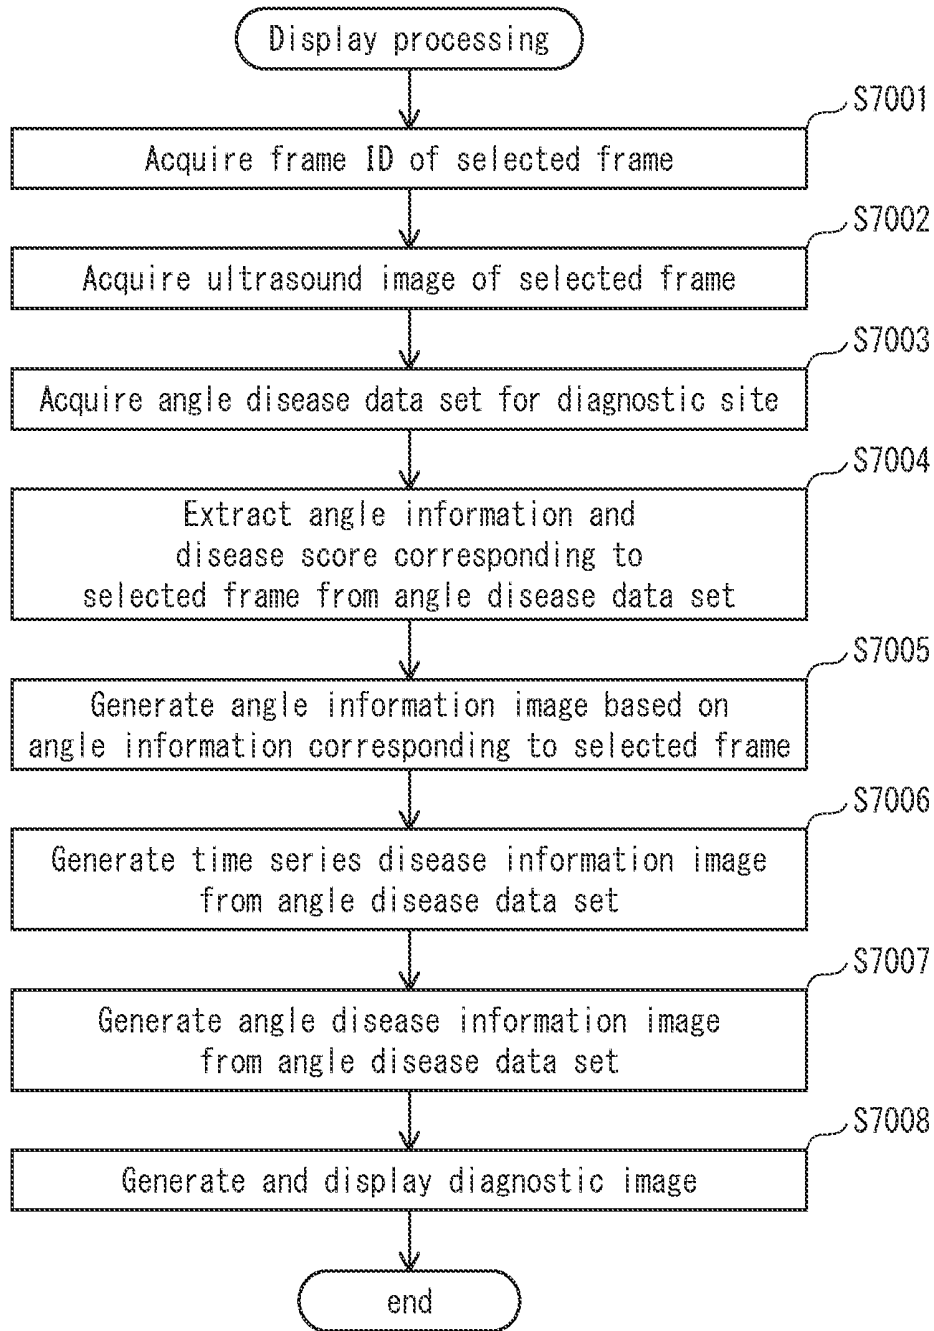 Display processing
S7001
Acquire frame ID of selected frame
S7002
Acquire ultrasound image of selected frame
S7003
Acquire angle disease data set for diagnostic site
S7004
Extract angle information and
disease score corresponding to
selected frame from angle disease data set
S7005
Generate angle information image based on
angle information corresponding to selected frame
S7006
Generate time series disease information image
from angle disease data set
S7007
Generate angle disease information image
from angle disease data set
S7008
Generate and display diagnostic image
end